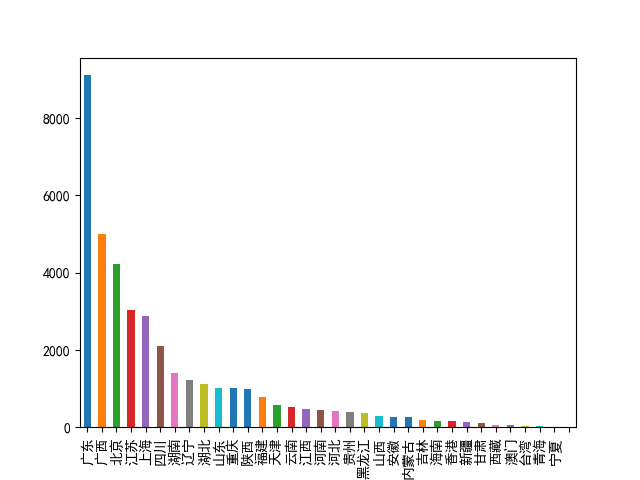 8000
6000
4000
2000
0
广东
广西
北京
江苏
上海
四川
湖南
辽宁
湖北
山东
重庆
陕西
福建
天津
云南
江西
河南
河北
贵州
黑龙江
山西
安徽
内蒙古
吉林
海南
香港
新疆
甘肃
西藏
澳门
台湾
青海
宁夏